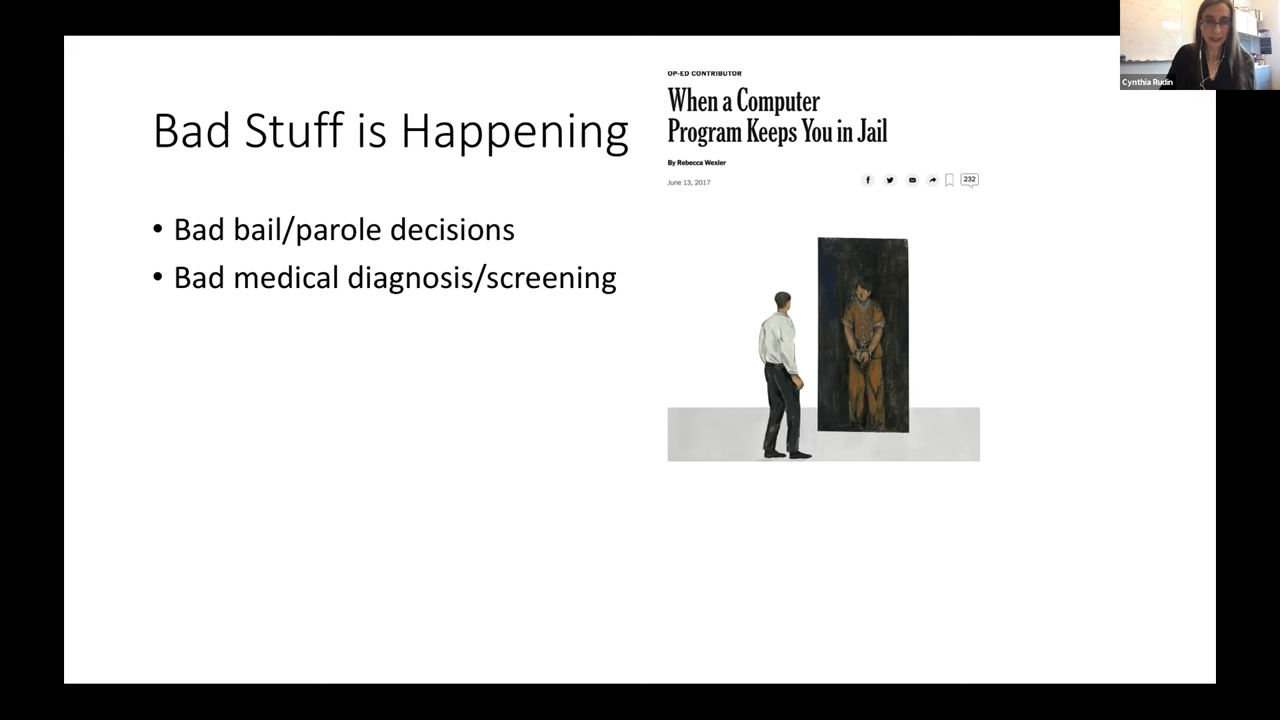 Bad Stuff is Happening
• Bad bail/parole decisions
• Bad medical diagnosis/screening
OP-ED CONTRIBUTOR
When a Computer
Program Keeps You in Jail
By Rebecca Wexler
June 13, 2017
232
Cynthia Rudin